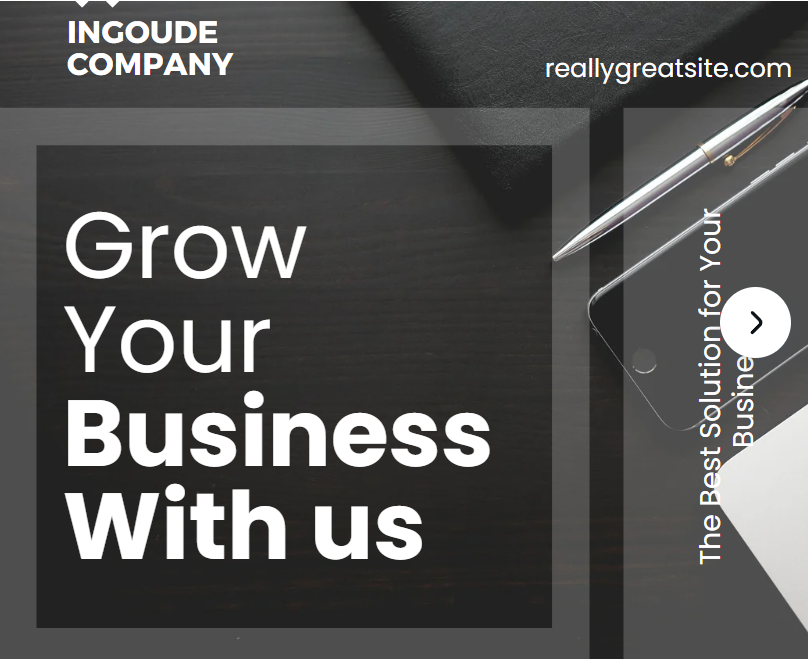 INGOUDE
COMPANY
reallygreatsite.com
Grow
Your
Business
With us
The Best Solution for Your